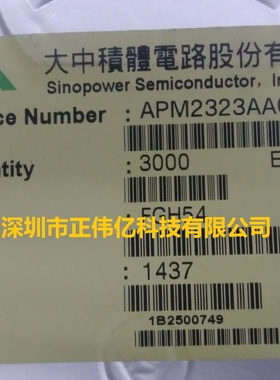 大中積體電路股份有
Sinopower Semiconductor, In
ce Number : APM2323AA
tity : 3000 E
深圳市正伟亿科技有限公司
: FGH54
: 1437
1B2500749